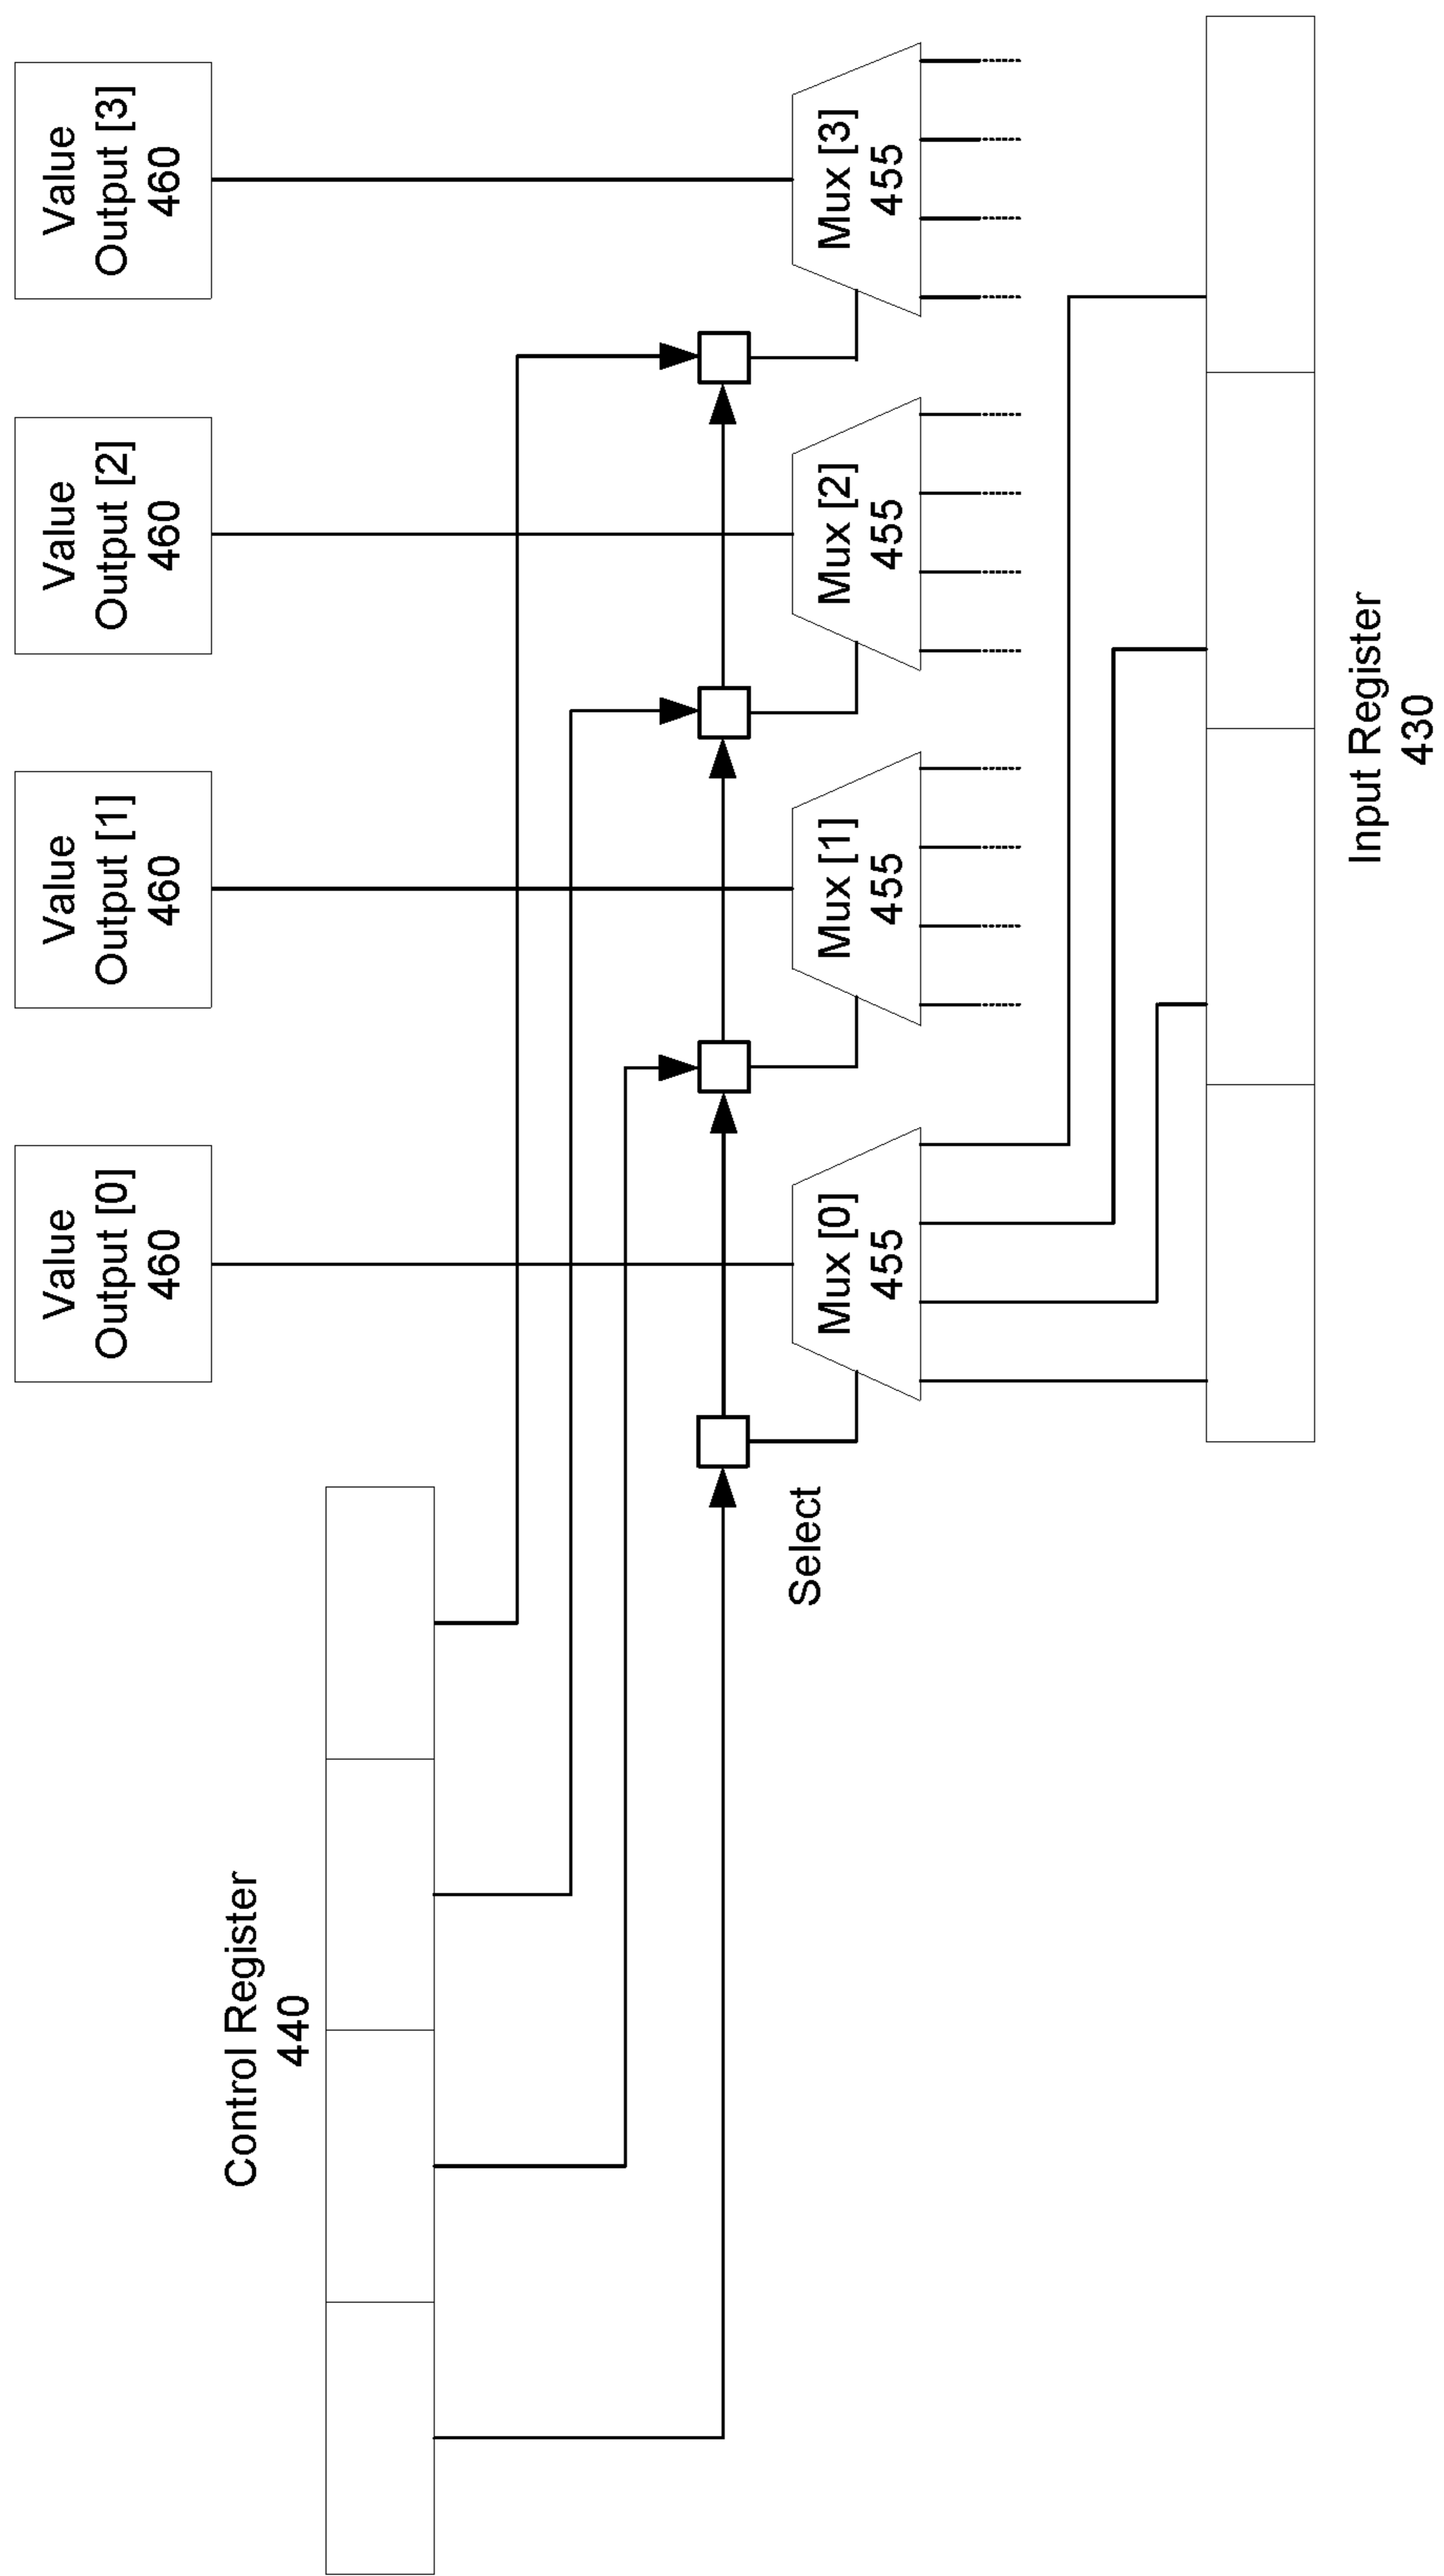 Value
Output [0]
460
Value
Output [1]
460
Value
Output [2]
460
Value
Output [3]
460
Control Register
440
Select
Mux [0]
455
Mux [1]
455
Mux [2]
455
Mux [3]
455
Input Register
430